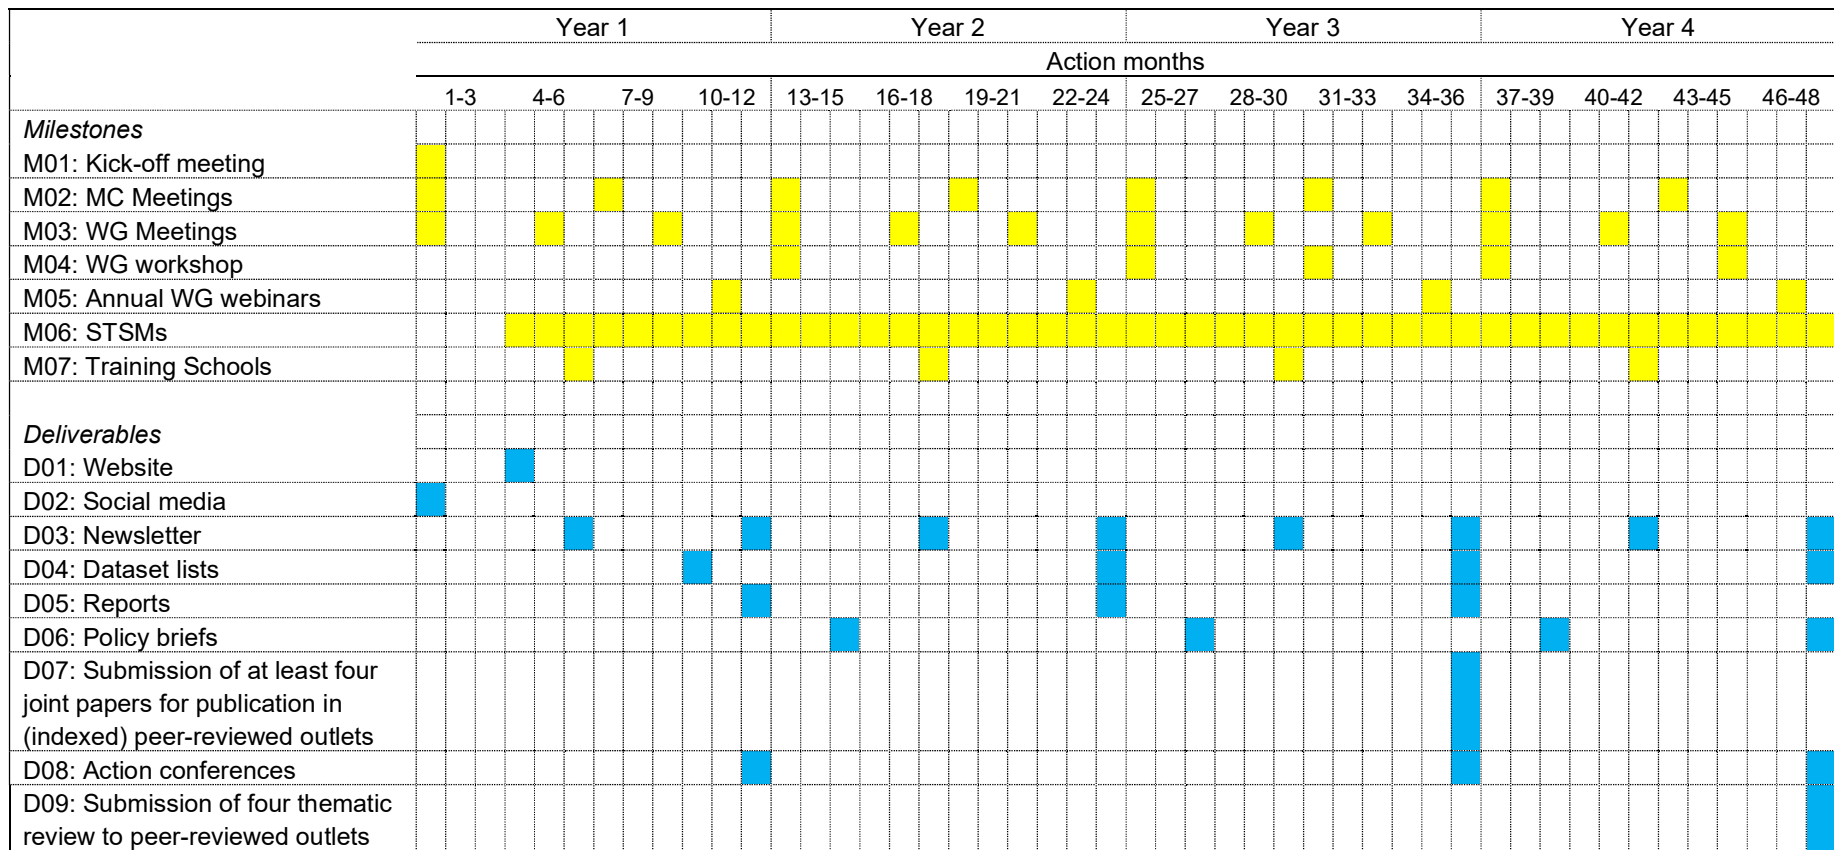 Year 1 Year 2 Year 3 Year 4
Action months
1-3 4-6 7-9 10-12 13-15 16-18 19-21 22-24 25-27 28-30 31-33 34-36 37-39 40-42 43-45 46-48
Milestones
M01: Kick-off meeting
M02: MC Meetings
M03: WG Meetings
M04: WG workshop
M05: Annual WG webinars
M06: STSMs
M07: Training Schools
Deliverables
D01: Website
D02: Social media
D03: Newsletter
D04: Dataset lists
D05: Reports
D06: Policy briefs
D07: Submission of at least four
joint papers for publication in
(indexed) peer-reviewed outlets
D08: Action conferences
D09: Submission of four thematic
review to peer-reviewed outlets